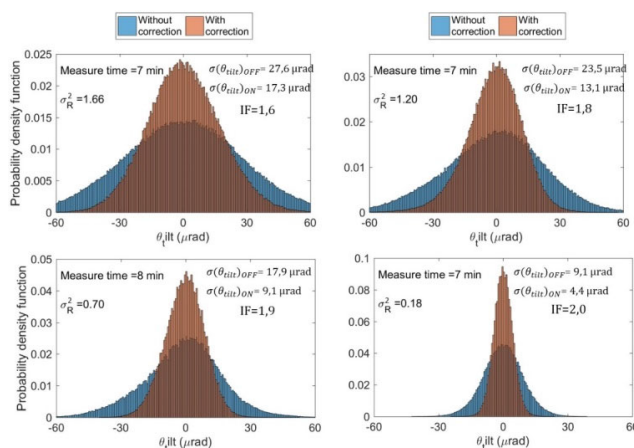 Without correction With correction
Probability density function
0.025
0.02
0.015
0.01
0.005
0
Measure time =7 min
σ(θtilt)OFF= 27,6 µrad
σ(θtilt)ON = 17,3 µrad
σ²R =1.66
IF=1,6
-60 -30 0 30 60
θtilt (µrad)
Without correction With correction
0.03
0.02
0.01
0
Measure time =7 min
σ(θtilt)OFF= 23,5 µrad
σ(θtilt)ON= 13,1 µrad
σ²R =1.20
IF=1,8
-60 -30 0 30 60
θtilt (µrad)
Probability density function
0.05
0.04
0.03
0.02
0.01
0
Measure time =8 min
σ(θtilt)OFF= 17,9 µrad
σ(θtilt)ON= 9,1 µrad
σ²R =0.70
IF=1,9
-60 -30 0 30 60
θtilt (µrad)
0.1
0.08
0.06
0.04
0.02
0
Measure time =7 min
σ(θtilt)OFF= 9,1 µrad
σ(θtilt)ON= 4,4 µrad
σ²R =0.18
IF=2,0
-60 -30 0 30 60
θtilt (µrad)